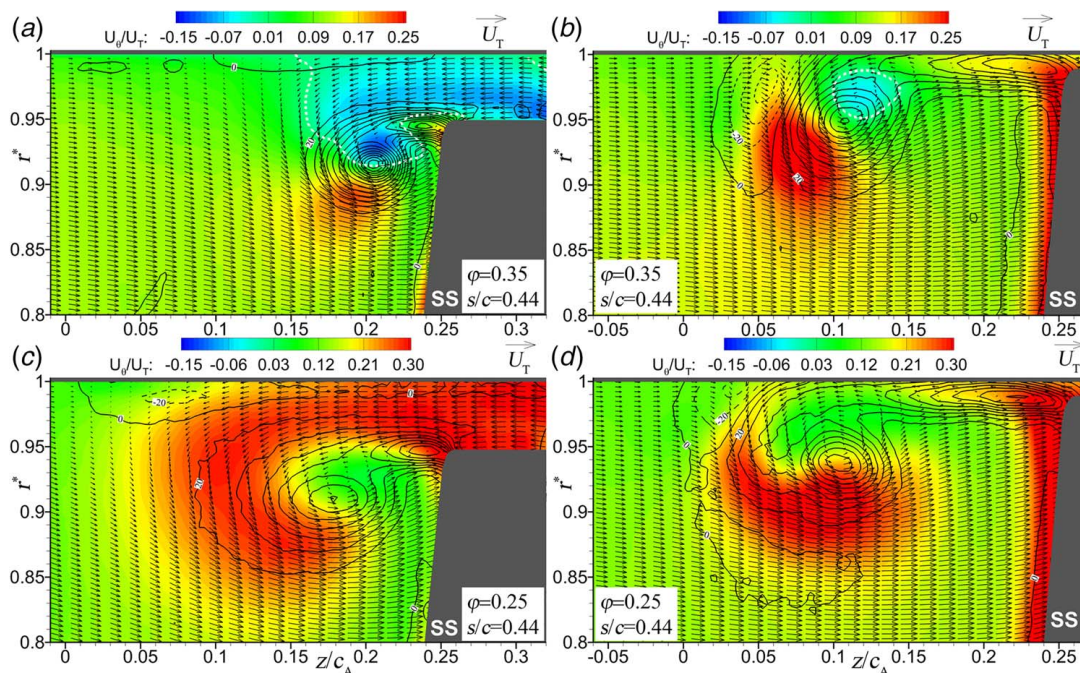 (a) U_θ/U_T: -0.15 -0.07 0.01 0.09 0.17 0.25 U_T
(b) U_θ/U_T: -0.15 -0.07 0.01 0.09 0.17 0.25 U_T
r* 1 0.95 0.9 0.85 0.8
0 20 0
φ=0.35
s/c=0.44
SS
0 0.05 0.1 0.15 0.2 0.25 0.3
r* 1 0.95 0.9 0.85 0.8
-20 0 -20 0
φ=0.35
s/c=0.44
SS
-0.05 0 0.05 0.1 0.15 0.2 0.25
(c) U_θ/U_T: -0.15 -0.06 0.03 0.12 0.21 0.30 U_T
(d) U_θ/U_T: -0.15 -0.06 0.03 0.12 0.21 0.30 U_T
r* 1 0.95 0.9 0.85 0.8
-20 0 0 20 0
φ=0.25
s/c=0.44
SS
0 0.05 0.1 0.15 0.2 0.25 0.3
z/c_A
r* 1 0.95 0.9 0.85 0.8
-20 0 20 0 0
φ=0.25
s/c=0.44
SS
-0.05 0 0.05 0.1 0.15 0.2 0.25
z/c_A